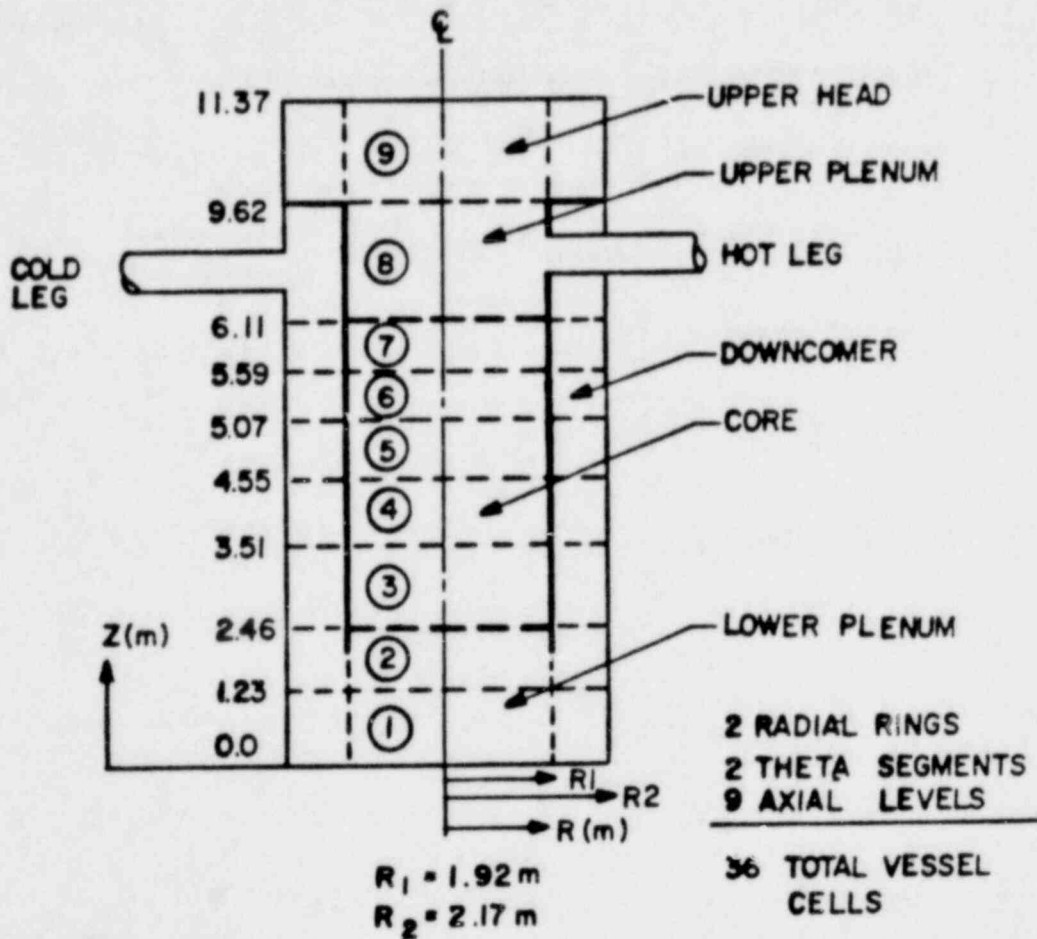 ℄
11.37
UPPER HEAD
9
UPPER PLENUM
9.62
COLD
LEG
8
HOT LEG
6.11
7
DOWNCOMER
5.59
6
5.07
CORE
5
4.55
4
3.51
3
Z(m)
2.46
LOWER PLENUM
2
1.23
1
0.0
R1
R2
R(m)
2 RADIAL RINGS
2 THETA SEGMENTS
9 AXIAL LEVELS
36 TOTAL VESSEL
CELLS
R1 = 1.92 m
R2 = 2.17 m